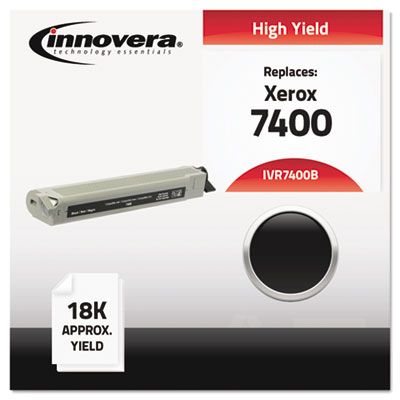 innovera®
technology essentials
High Yield
Replaces:
Xerox
7400
IVR7400B
18K
APPROX.
YIELD